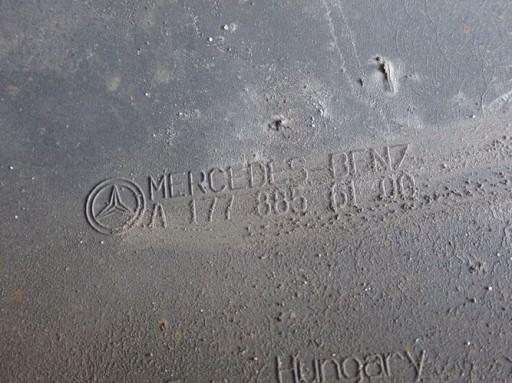 MERCEDES-BENZ
A 177 885 61 00
Hungary